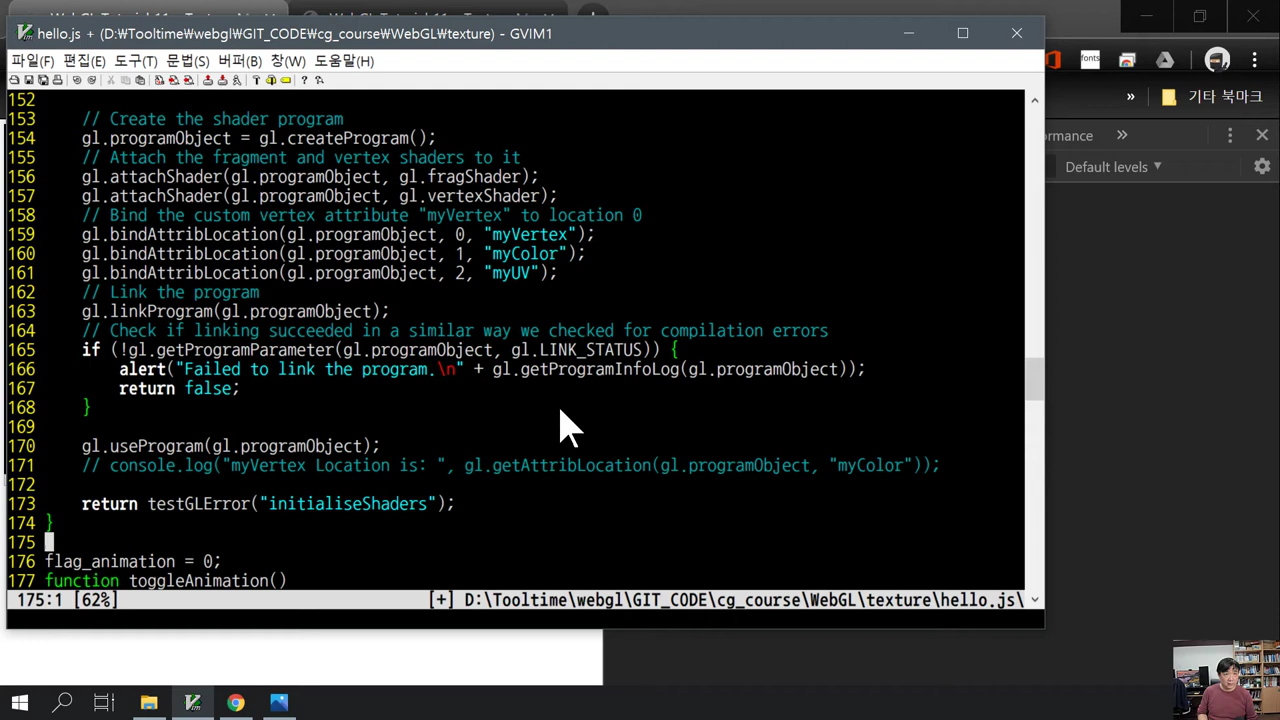 hello.js + (D:₩Tooltime₩webgl₩GIT_CODE₩cg_course₩WebGL₩texture) - GVIM1
파일(F) 편집(E) 도구(T) 문법(S) 버퍼(B) 창(W) 도움말(H)
fonts
» 기타 북마크
mance »
Default levels ▼
152
153 // Create the shader program
154 gl.programObject = gl.createProgram();
155 // Attach the fragment and vertex shaders to it
156 gl.attachShader(gl.programObject, gl.fragShader);
157 gl.attachShader(gl.programObject, gl.vertexShader);
158 // Bind the custom vertex attribute "myVertex" to location 0
159 gl.bindAttribLocation(gl.programObject, 0, "myVertex");
160 gl.bindAttribLocation(gl.programObject, 1, "myColor");
161 gl.bindAttribLocation(gl.programObject, 2, "myUV");
162 // Link the program
163 gl.linkProgram(gl.programObject);
164 // Check if linking succeeded in a similar way we checked for compilation errors
165 if (!gl.getProgramParameter(gl.programObject, gl.LINK_STATUS)) {
166 alert("Failed to link the program.\n" + gl.getProgramInfoLog(gl.programObject));
167 return false;
168 }
169
170 gl.useProgram(gl.programObject);
171 // console.log("myVertex Location is: ", gl.getAttribLocation(gl.programObject, "myColor"));
172
173 return testGLError("initialiseShaders");
174 }
175
176 flag_animation = 0;
177 function toggleAnimation()
175:1 [62%] [+] D:\Tooltime\webgl\GIT_CODE\cg_course\WebGL\texture\hello.js\